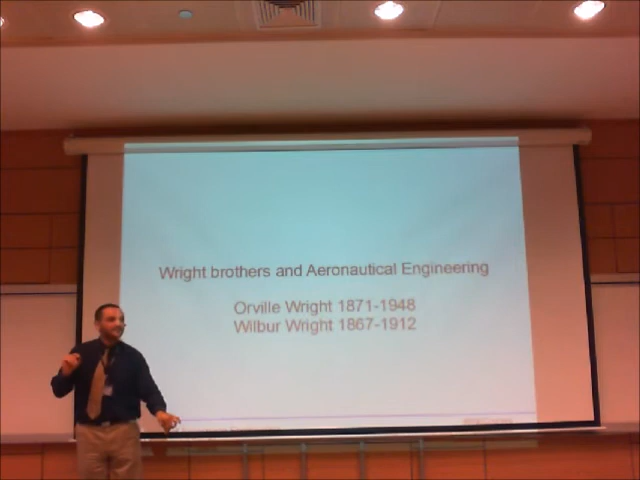 Wright brothers and Aeronautical Engineering
Orville Wright 1871-1948
Wilbur Wright 1867-1912